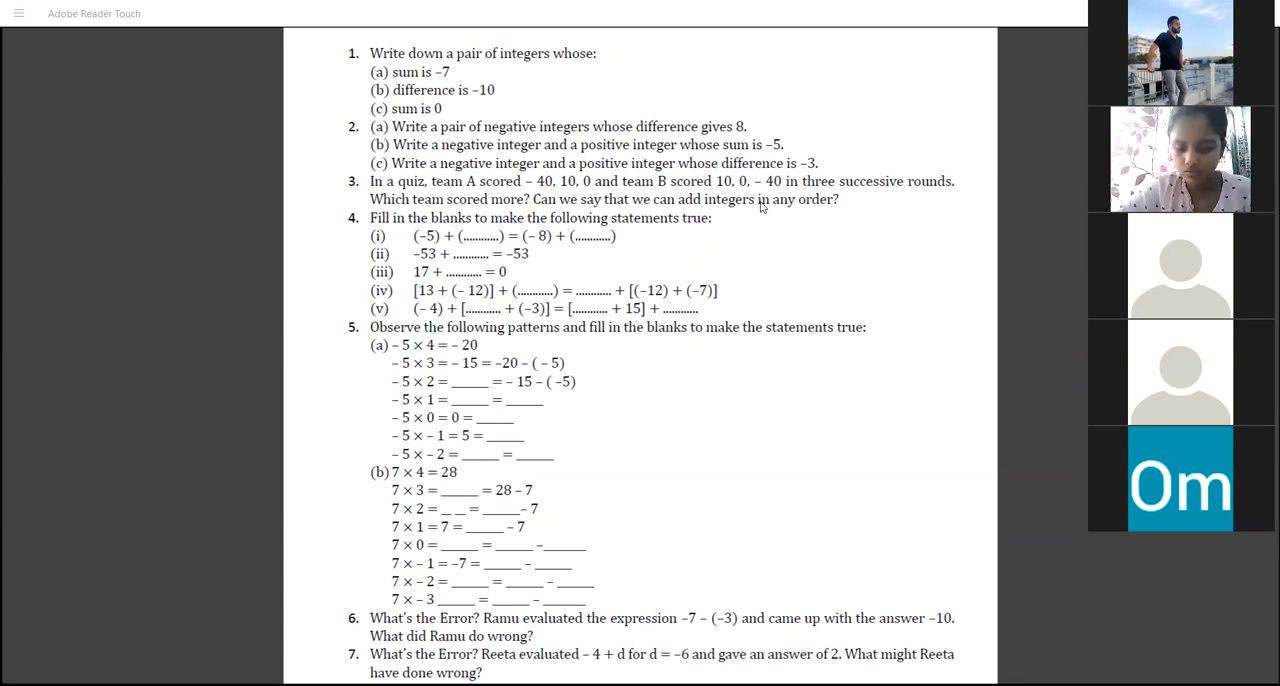 Adobe Reader Touch
1. Write down a pair of integers whose:
(a) sum is –7
(b) difference is –10
(c) sum is 0
2. (a) Write a pair of negative integers whose difference gives 8.
(b) Write a negative integer and a positive integer whose sum is –5.
(c) Write a negative integer and a positive integer whose difference is –3.
3. In a quiz, team A scored – 40, 10, 0 and team B scored 10, 0, – 40 in three successive rounds.
Which team scored more? Can we say that we can add integers in any order?
4. Fill in the blanks to make the following statements true:
(i) (–5) + (............) = (– 8) + (............)
(ii) –53 + ............ = –53
(iii) 17 + ............ = 0
(iv) [13 + (– 12)] + (............) = ............ + [(–12) + (–7)]
(v) (– 4) + [............ + (–3)] = [............ + 15] + ............
5. Observe the following patterns and fill in the blanks to make the statements true:
(a) – 5 × 4 = – 20
– 5 × 3 = – 15 = –20 – ( – 5)
– 5 × 2 = _____ = – 15 – ( –5)
– 5 × 1 = _____ = _____
– 5 × 0 = 0 = _____
– 5 × – 1 = 5 = _____
– 5 × – 2 = _____ = _____
(b) 7 × 4 = 28
7 × 3 = _____ = 28 – 7
7 × 2 = _ _ = _____– 7
7 × 1 = 7 = _____ – 7
7 × 0 = _____ = _____ –______
7 × – 1 = –7 = _____ – _____
7 × – 2 = _____ = _____ – _____
7 × – 3 _____ = _____ – ______
6. What's the Error? Ramu evaluated the expression –7 – (–3) and came up with the answer –10.
What did Ramu do wrong?
7. What's the Error? Reeta evaluated – 4 + d for d = –6 and gave an answer of 2. What might Reeta
have done wrong?
Om